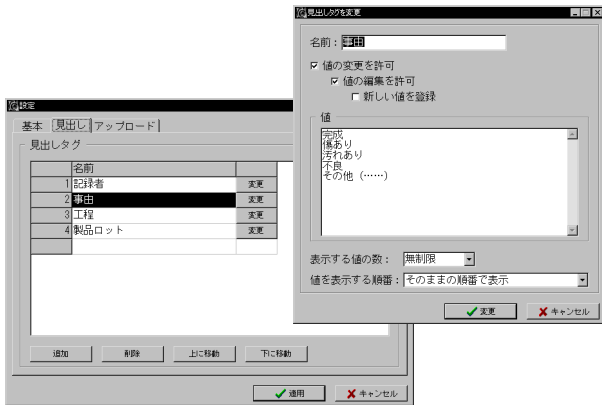 見出しタグを変更
名前：事由
値の変更を許可
値の編集を許可
新しい値を登録
値
完成
傷あり
汚れあり
不良
その他（……）
表示する値の数：無制限
値を表示する順番：そのままの順番で表示
変更 キャンセル
設定
基本 見出し アップロード
見出しタグ
名前
1 記録者 変更
2 事由 変更
3 工程 変更
4 製品ロット 変更
追加 削除 上に移動 下に移動
適用 キャンセル